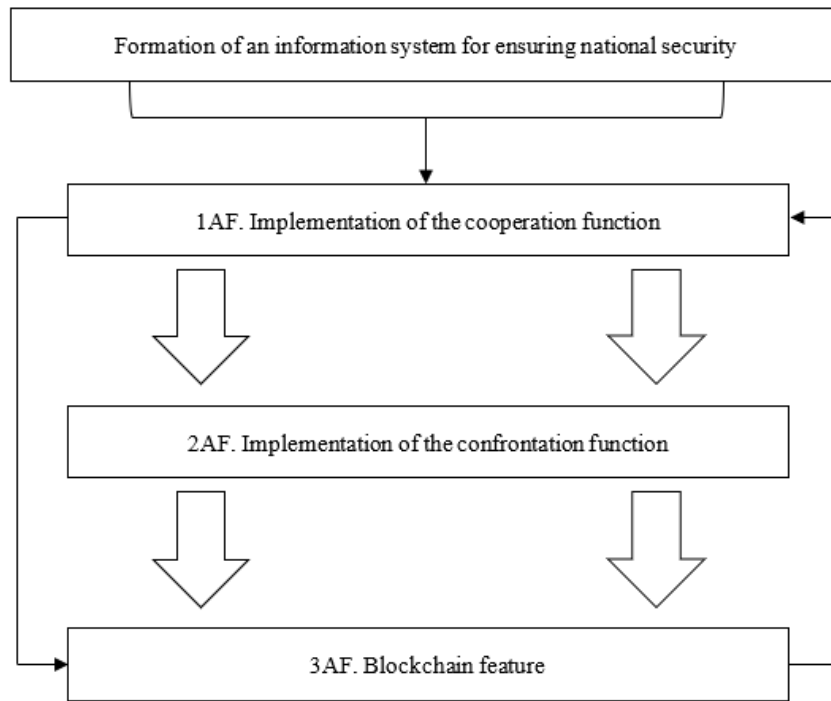 Formation of an information system for ensuring national security
1AF. Implementation of the cooperation function
2AF. Implementation of the confrontation function
3AF. Blockchain feature